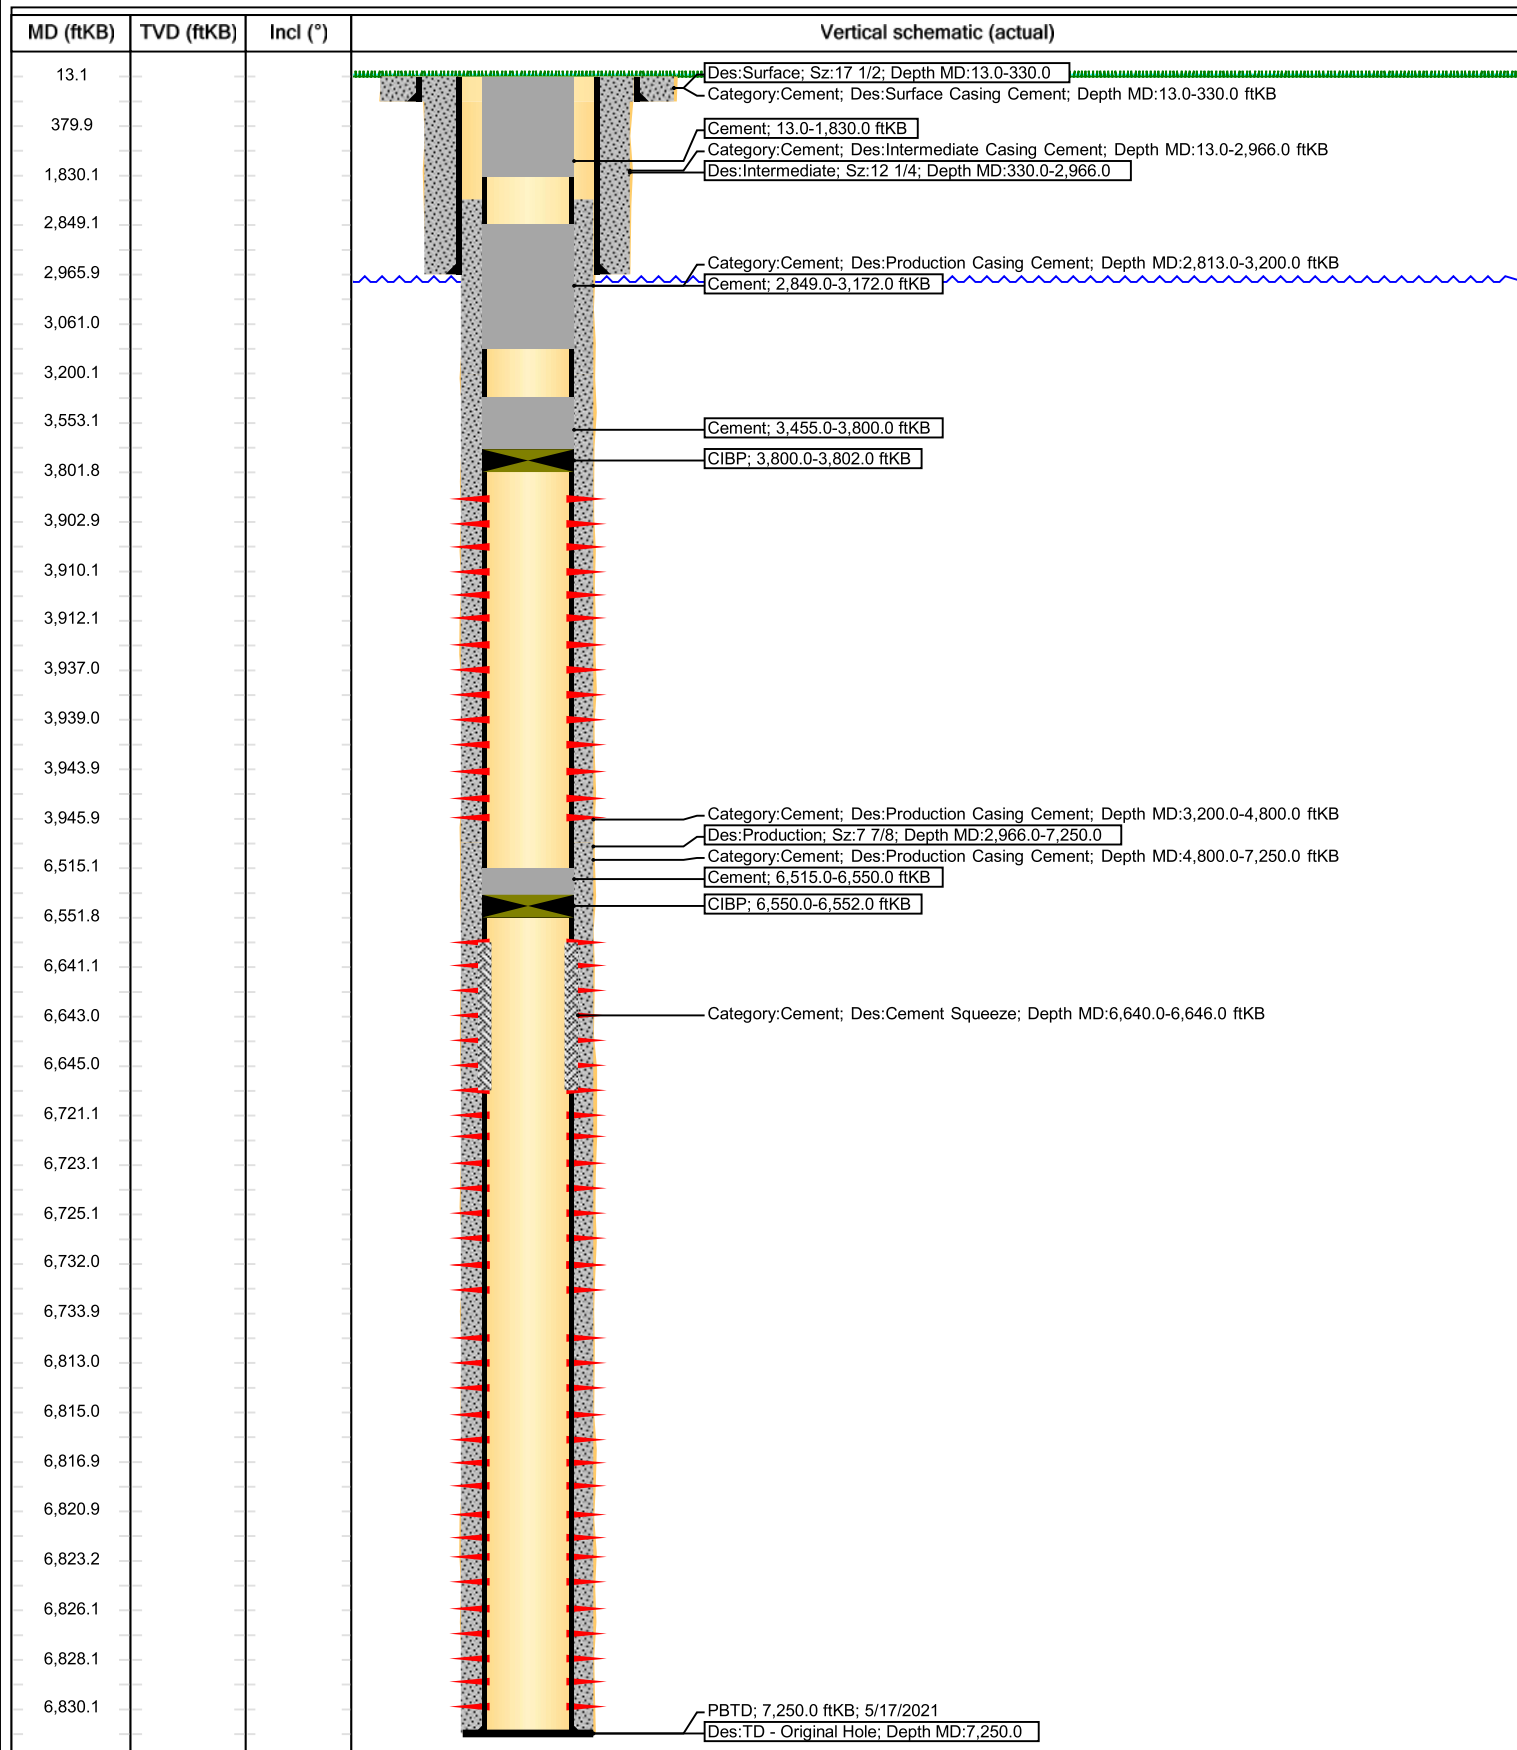 MD (ftKB) TVD (ftKB) Incl (°) Vertical schematic (actual)
13.1
Des:Surface; Sz:17 1/2; Depth MD:13.0-330.0
Category:Cement; Des:Surface Casing Cement; Depth MD:13.0-330.0 ftKB
379.9
Cement; 13.0-1,830.0 ftKB
Category:Cement; Des:Intermediate Casing Cement; Depth MD:13.0-2,966.0 ftKB
1,830.1
Des:Intermediate; Sz:12 1/4; Depth MD:330.0-2,966.0
2,849.1
Category:Cement; Des:Production Casing Cement; Depth MD:2,813.0-3,200.0 ftKB
2,965.9
Cement; 2,849.0-3,172.0 ftKB
3,061.0
3,200.1
3,553.1
Cement; 3,455.0-3,800.0 ftKB
CIBP; 3,800.0-3,802.0 ftKB
3,801.8
3,902.9
3,910.1
3,912.1
3,937.0
3,939.0
3,943.9
Category:Cement; Des:Production Casing Cement; Depth MD:3,200.0-4,800.0 ftKB
3,945.9
Des:Production; Sz:7 7/8; Depth MD:2,966.0-7,250.0
Category:Cement; Des:Production Casing Cement; Depth MD:4,800.0-7,250.0 ftKB
6,515.1
Cement; 6,515.0-6,550.0 ftKB
CIBP; 6,550.0-6,552.0 ftKB
6,551.8
6,641.1
Category:Cement; Des:Cement Squeeze; Depth MD:6,640.0-6,646.0 ftKB
6,643.0
6,645.0
6,721.1
6,723.1
6,725.1
6,732.0
6,733.9
6,813.0
6,815.0
6,816.9
6,820.9
6,823.2
6,826.1
6,828.1
6,830.1
PBTD; 7,250.0 ftKB; 5/17/2021
Des:TD - Original Hole; Depth MD:7,250.0